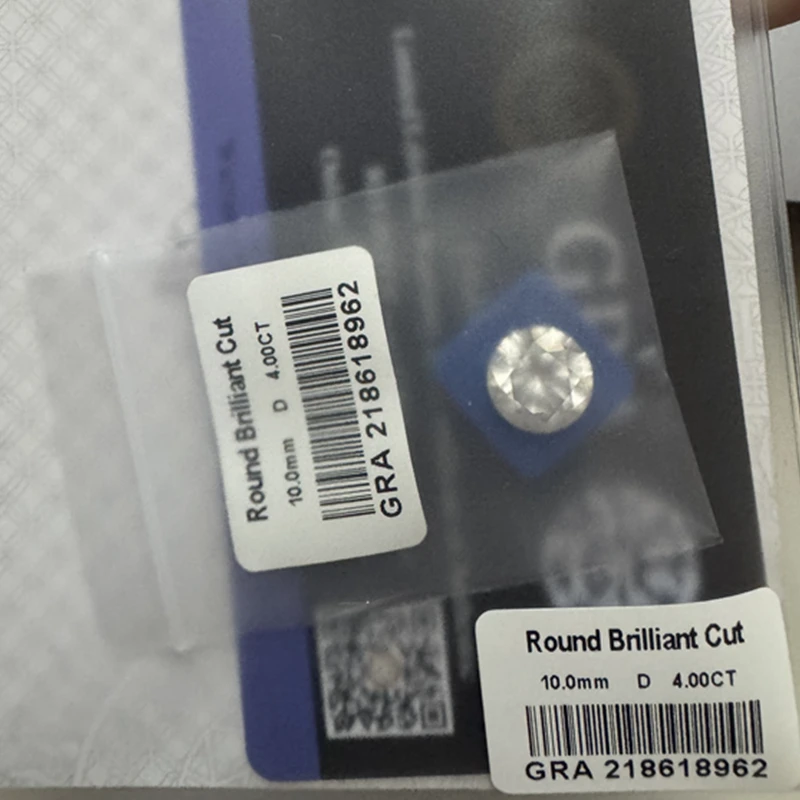 Round Brilliant Cut
10.0mm D 4.00CT
GRA 218618962
Round Brilliant Cut
10.0mm D 4.00CT
GRA 218618962